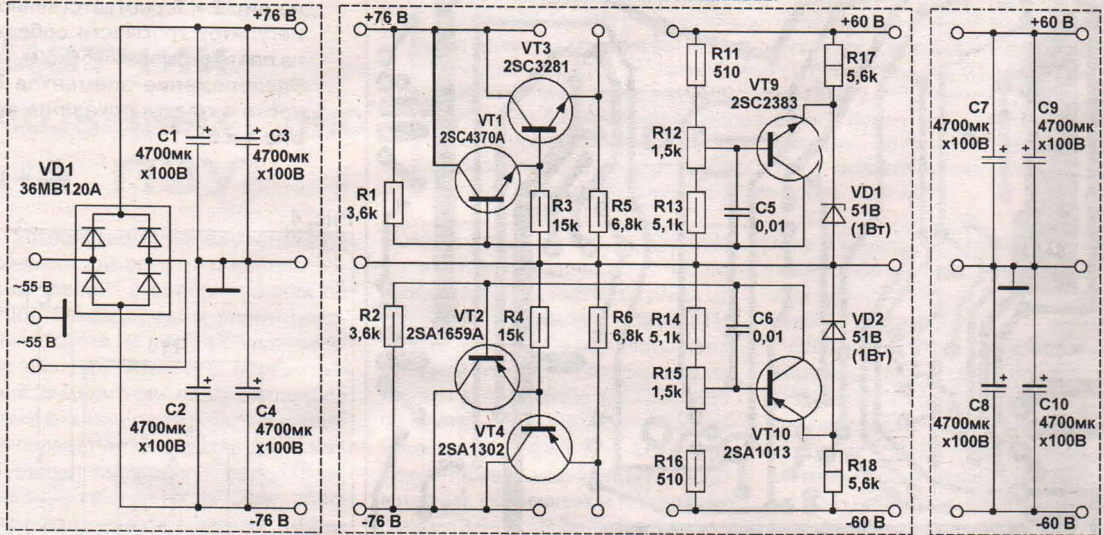 +76 В
+76 В
+60 В
+60 В
VT3
2SC3281
R11
510
R17
5,6k
VT9
2SC2383
C1
4700мк
x100В
C3
4700мк
x100В
VT1
2SC4370A
R12
1,5k
C7
4700мк
x100В
C9
4700мк
x100В
VD1
36MB120A
R1
3,6k
R3
15k
R5
6,8k
R13
5,1k
C5
0,01
VD1
51В
(1Вт)
~55 В
~55 В
R2
3,6k
VT2
2SA1659A
R4
15k
R6
6,8k
R14
5,1k
C6
0,01
VD2
51В
(1Вт)
R15
1,5k
C2
4700мк
x100В
C4
4700мк
x100В
VT4
2SA1302
VT10
2SA1013
C8
4700мк
x100В
C10
4700мк
x100В
R16
510
R18
5,6k
-76 В
-76 В
-60 В
-60 В